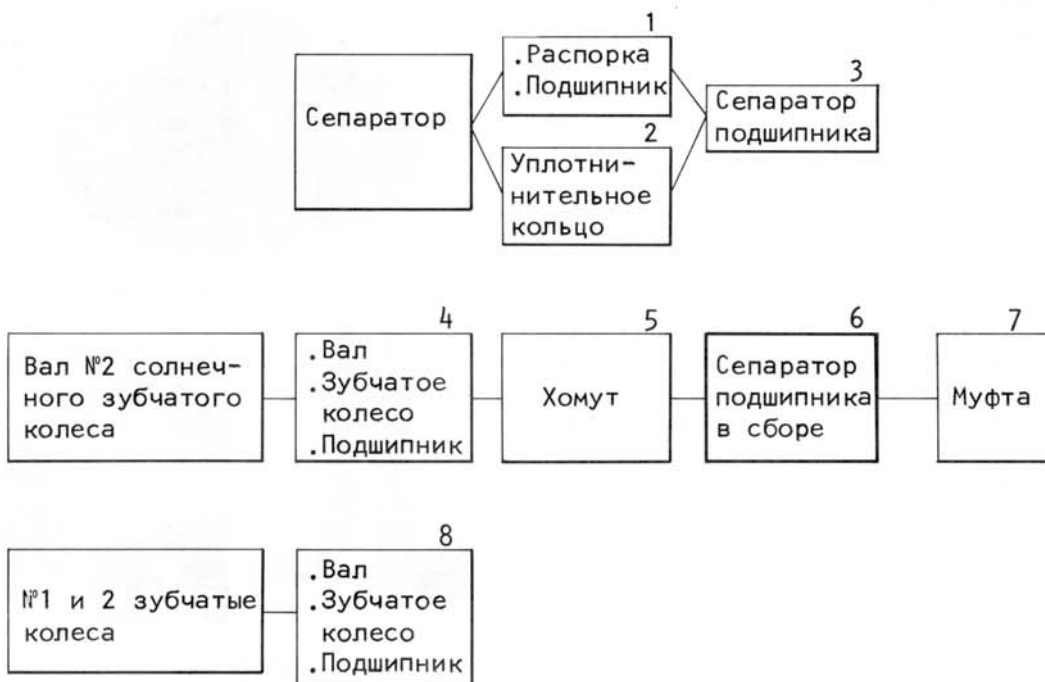 1
.Распорка
.Подшипник
Сепаратор
3
Сепаратор
подшипника
2
Уплотни-
нительное
кольцо
Вал №2 солнеч-
ного зубчатого
колеса
4
.Вал
.Зубчатое
колесо
.Подшипник
5
Хомут
6
Сепаратор
подшипника
в сборе
7
Муфта
№1 и 2 зубчатые
колеса
8
.Вал
.Зубчатое
колесо
.Подшипник